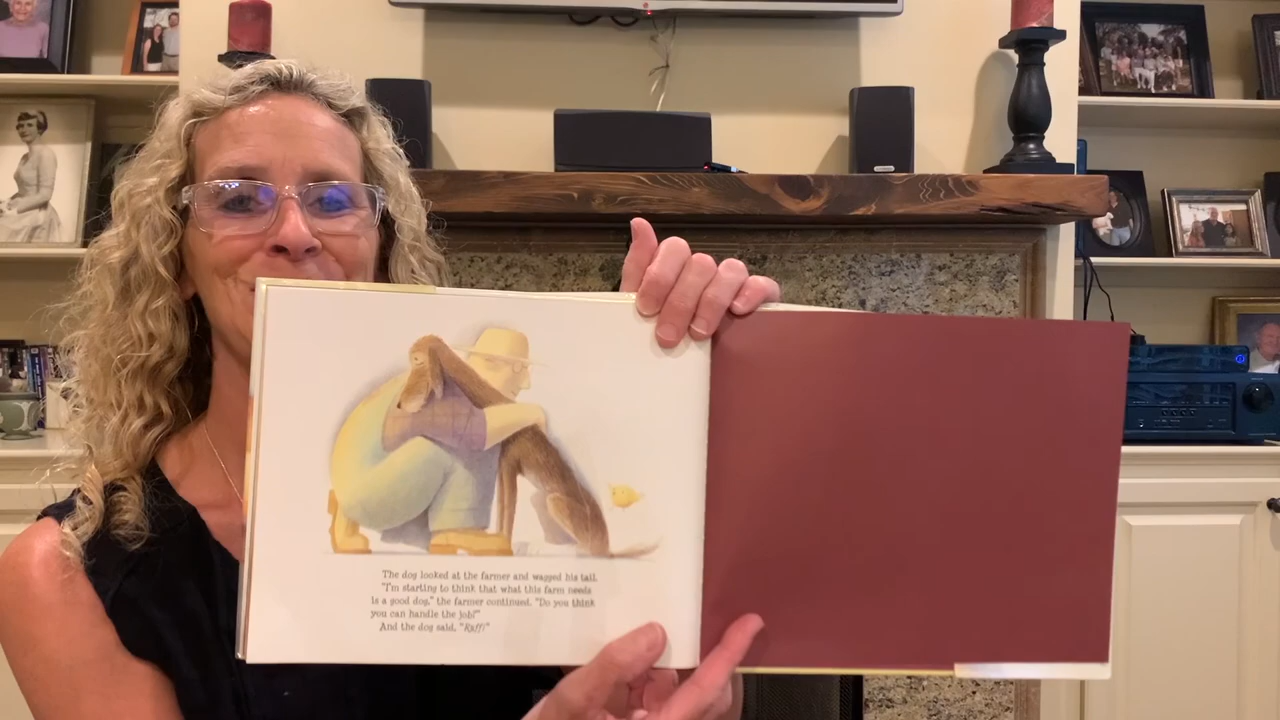 The dog looked at the farmer and wagged his tail.
"I'm starting to think that what this farm needs
is a good dog," the farmer continued. "Do you think
you can handle the job?"
And the dog said, "Ruff!"